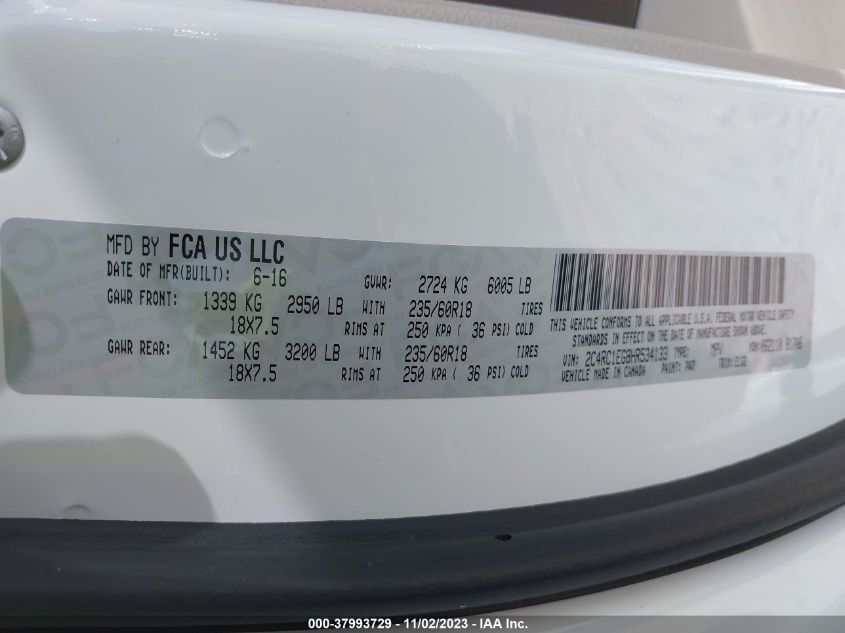 MFD BY FCA US LLC
DATE OF MFR(BUILT): 6-16 GVWR: 2724 KG 6005 LB
GAWR FRONT: 1339 KG 2950 LB WITH 235/60R18 TIRES
18X7.5 RIMS AT 250 KPA ( 36 PSI) COLD
GAWR REAR: 1452 KG 3200 LB WITH 235/60R18 TIRES
18X7.5 RIMS AT 250 KPA ( 36 PSI) COLD
THIS VEHICLE CONFORMS TO ALL APPLICABLE U.S.A. FEDERAL MOTOR VEHICLE SAFETY
STANDARDS IN EFFECT ON THE DATE OF MANUFACTURE SHOWN ABOVE.
VIN: 2C4RC1EG8HR534133 TYPE: MPV MDH:
VEHICLE MADE IN CANADA PAINT: PW2 TRIM:
000-37993729 - 11/02/2023 - IAA Inc.